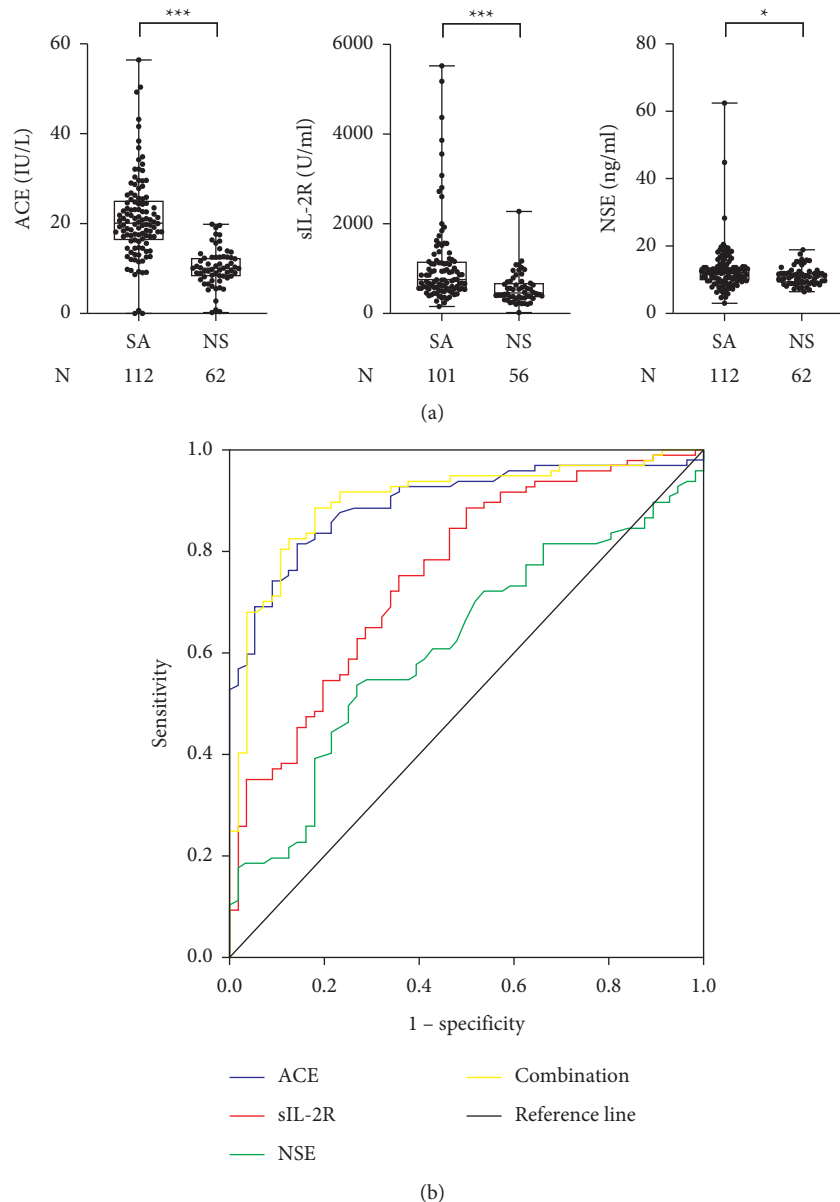 ***
***
*
60
40
20
0
ACE (IU/L)
SA
NS
N
112
62
6000
4000
2000
0
sIL-2R (U/ml)
SA
NS
N
101
56
80
60
40
20
0
NSE (ng/ml)
SA
NS
N
112
62
(a)
1.0
0.8
0.6
0.4
0.2
0.0
Sensitivity
0.0
0.2
0.4
0.6
0.8
1.0
1 – specificity
ACE
sIL-2R
NSE
Combination
Reference line
(b)